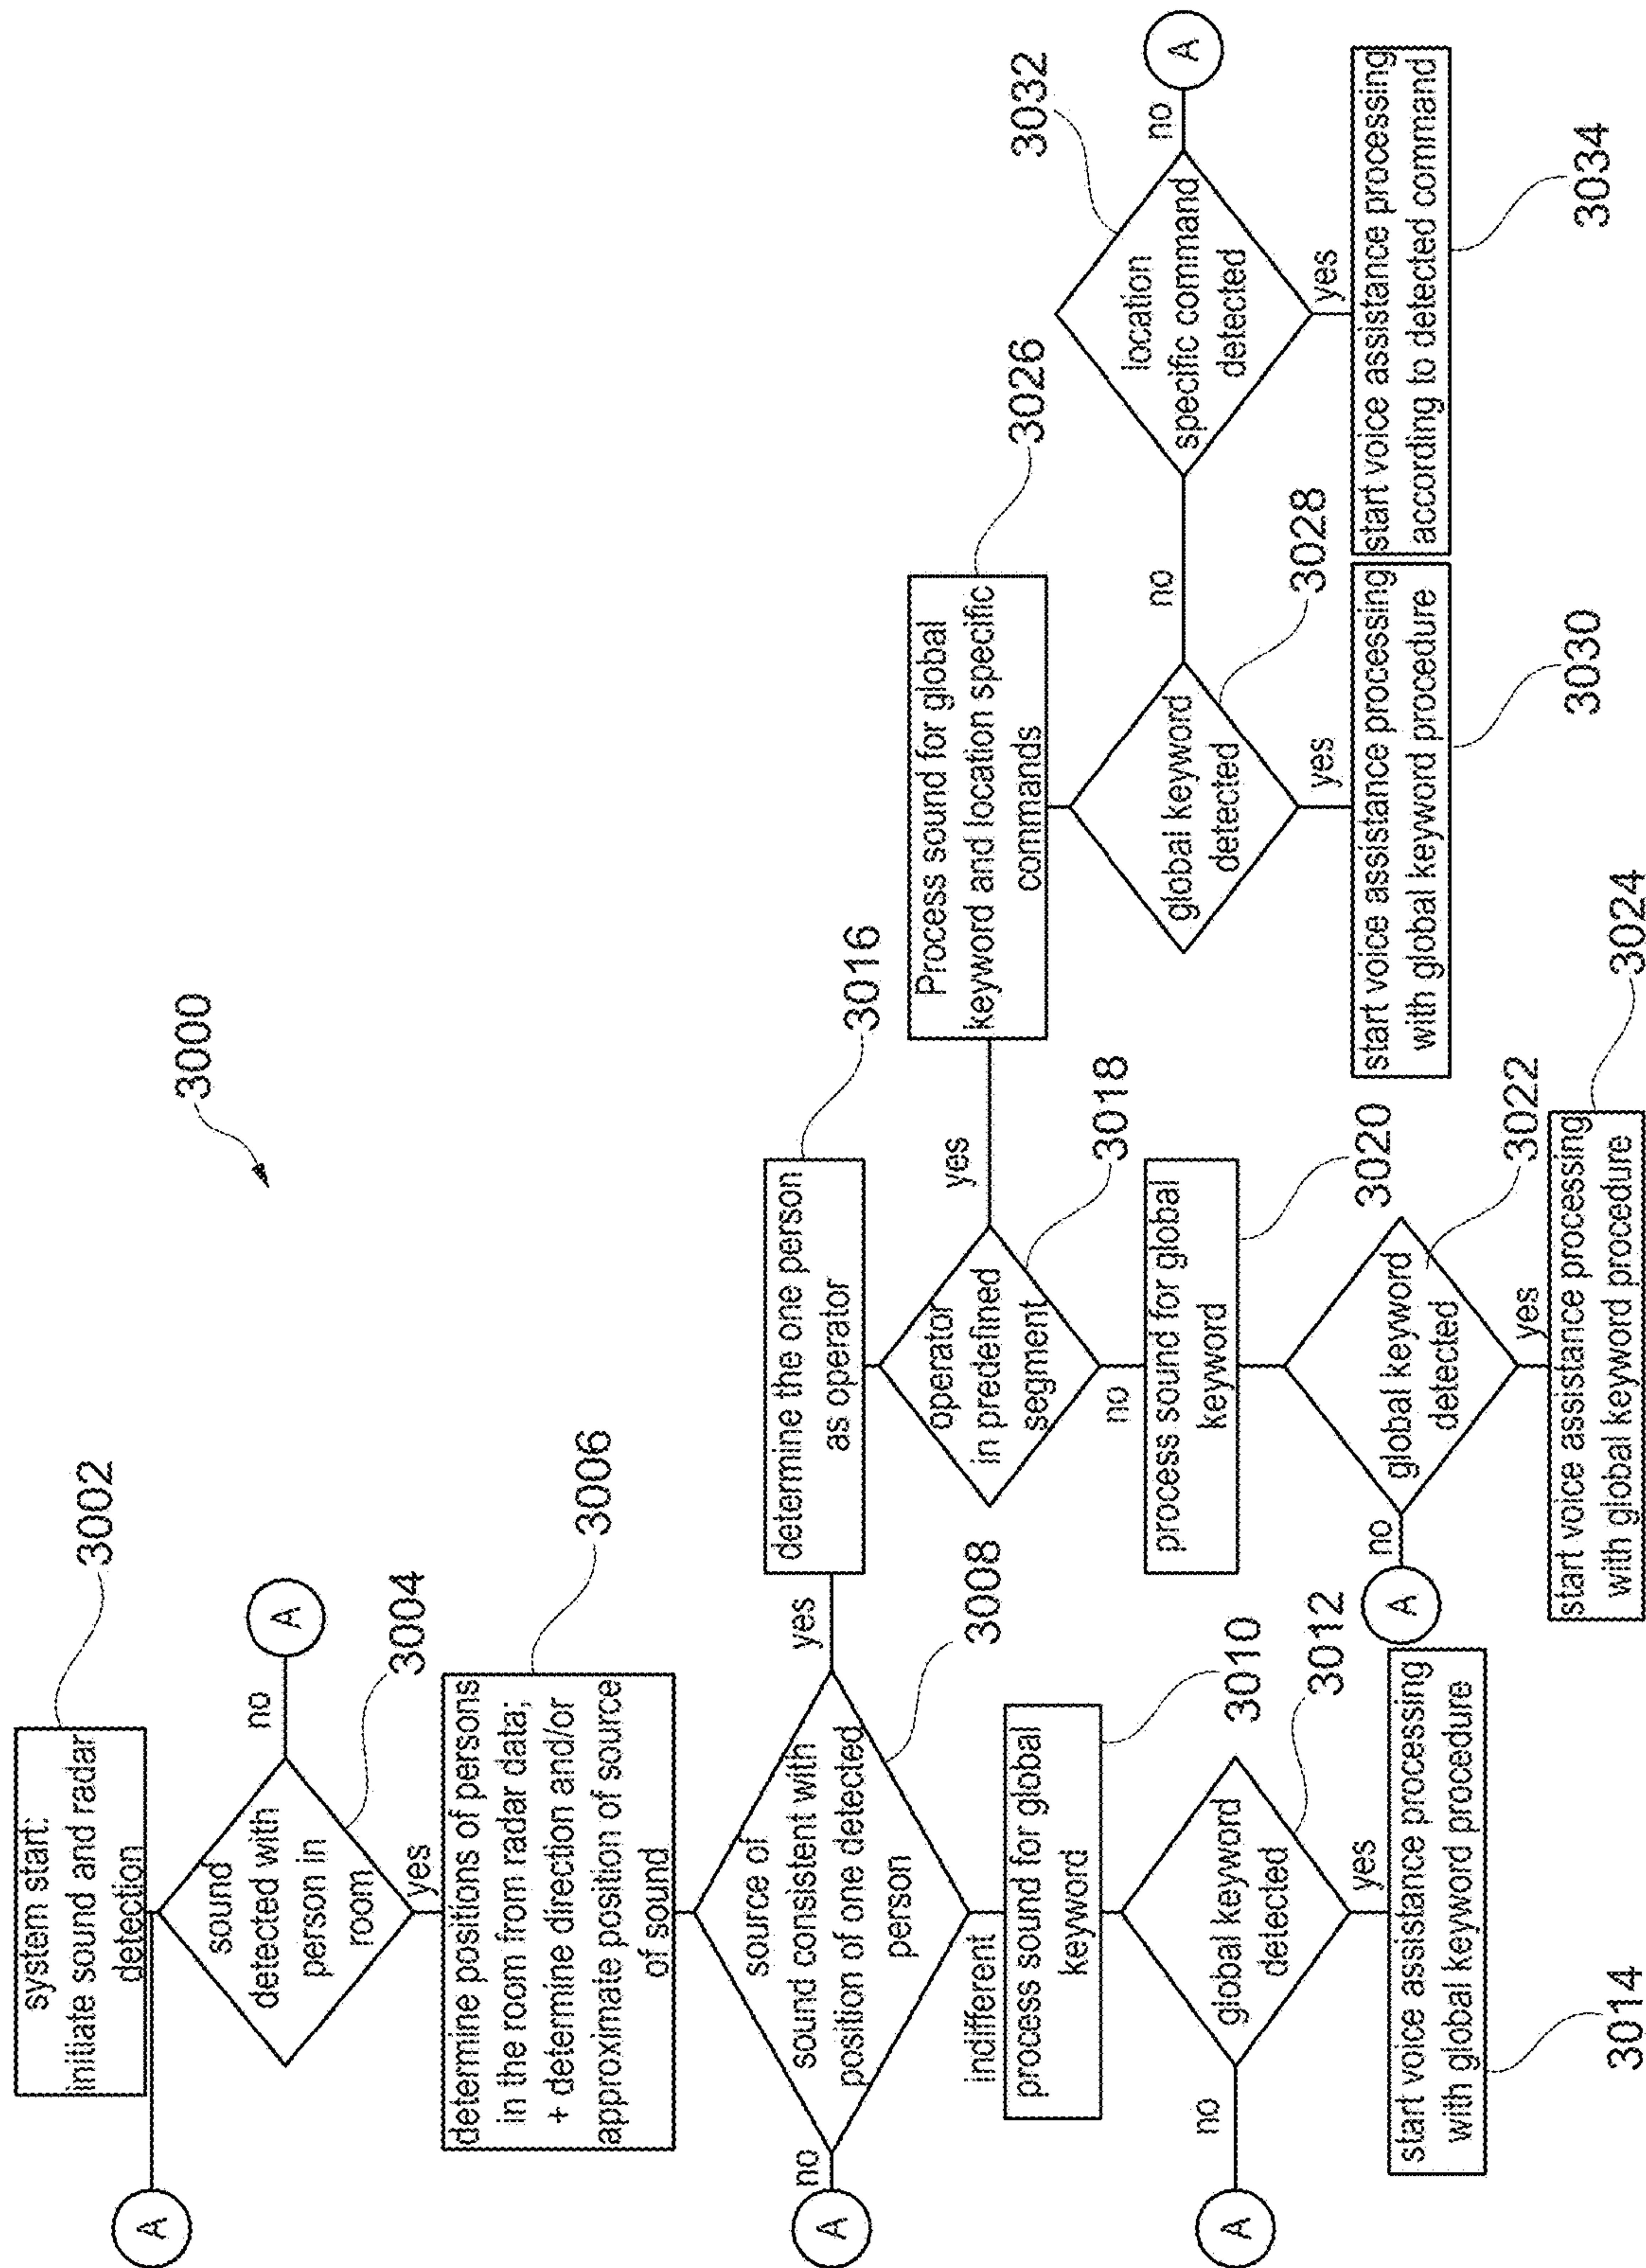 3000
system start:
initiate sound and radar
detection
3002
A
sound
detected with
person in
room
no
A
3004
yes
determine positions of persons
in the room from radar data;
+ determine direction and/or
approximate position of source
of sound
3006
source of
sound consistent with
position of one detected
person
3008
no
A
indifferent
yes
process sound for global
keyword
3010
global keyword
detected
3012
no
A
yes
start voice assistance processing
with global keyword procedure
3014
determine the one person
as operator
3016
operator
in predefined
segment
3018
no
yes
process sound for global
keyword
3020
global keyword
detected
3022
no
A
yes
start voice assistance processing
with global keyword procedure
3024
Process sound for global
keyword and location specific
commands
3026
global keyword
detected
3028
no
yes
start voice assistance processing
with global keyword procedure
3030
location
specific command
detected
3032
no
A
yes
start voice assistance processing
according to detected command
3034